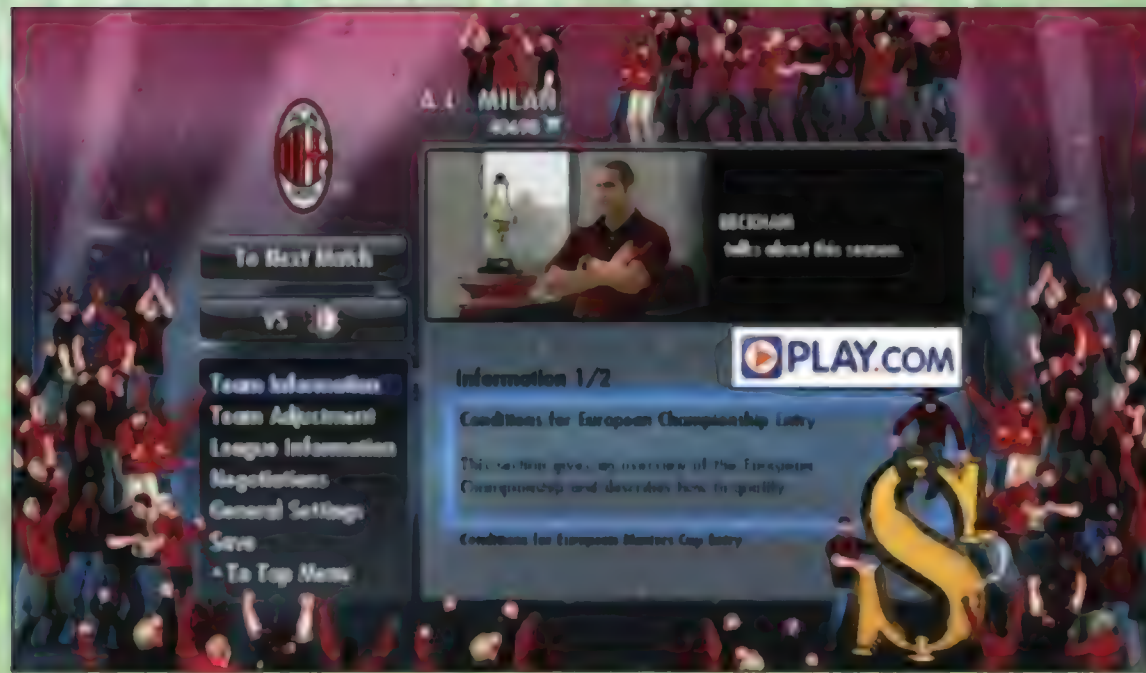 MILAN
To Next Match
VS
Team Information
Team Adjustment
League Information
Negotiations
General Settings
Save
To Top Menu
BECKHAM
talks about this season.
PLAY.COM
Information 1/2
Conditions for European Championship Entry
This section gives an overview of the European
Championship and describes how to qualify
Conditions for European Masters Cup Entry
S